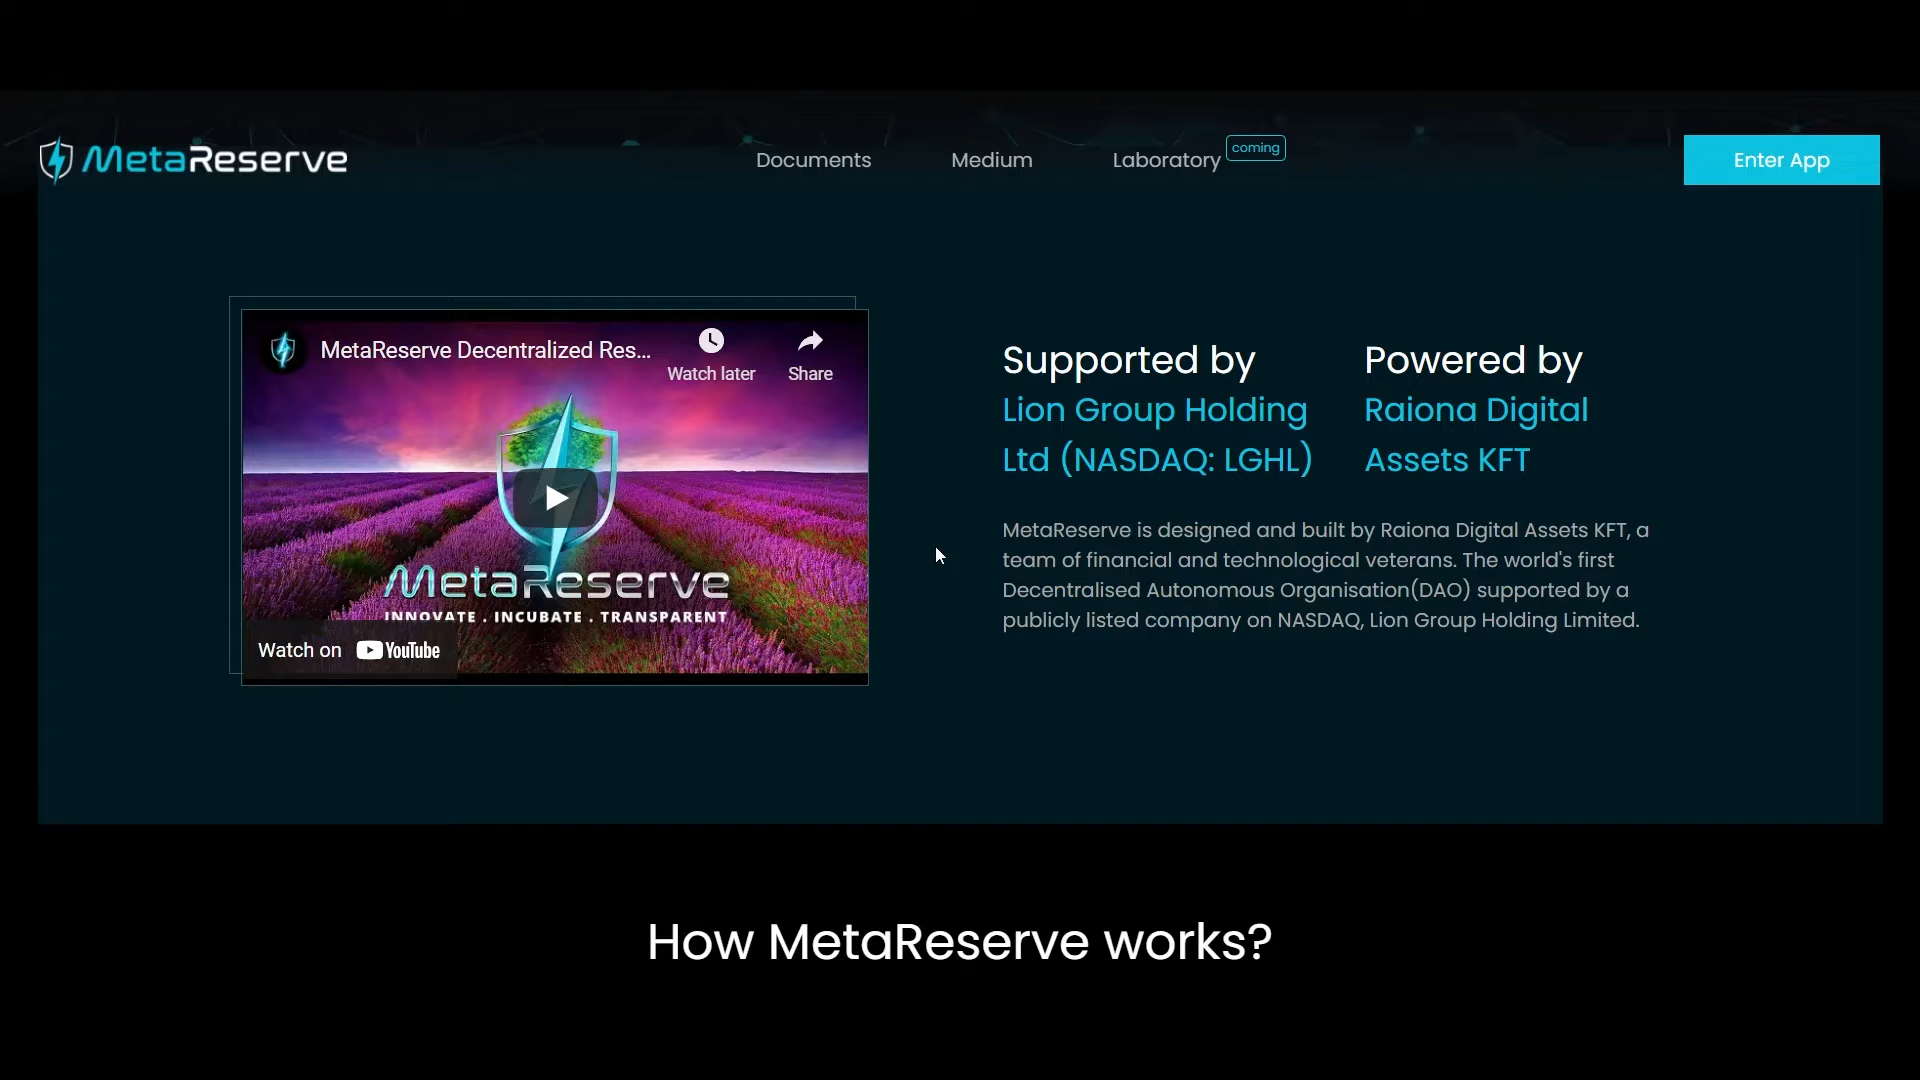 MetaReserve
Documents
Medium
Laboratory
coming
Enter App
MetaReserve Decentralized Res...
Watch later
Share
MetaReserve
INNOVATE . INCUBATE . TRANSPARENT
Watch on YouTube
Supported by
Lion Group Holding
Ltd (NASDAQ: LGHL)
Powered by
Raiona Digital
Assets KFT
MetaReserve is designed and built by Raiona Digital Assets KFT, a
team of financial and technological veterans. The world's first
Decentralised Autonomous Organisation(DAO) supported by a
publicly listed company on NASDAQ, Lion Group Holding Limited.
How MetaReserve works?